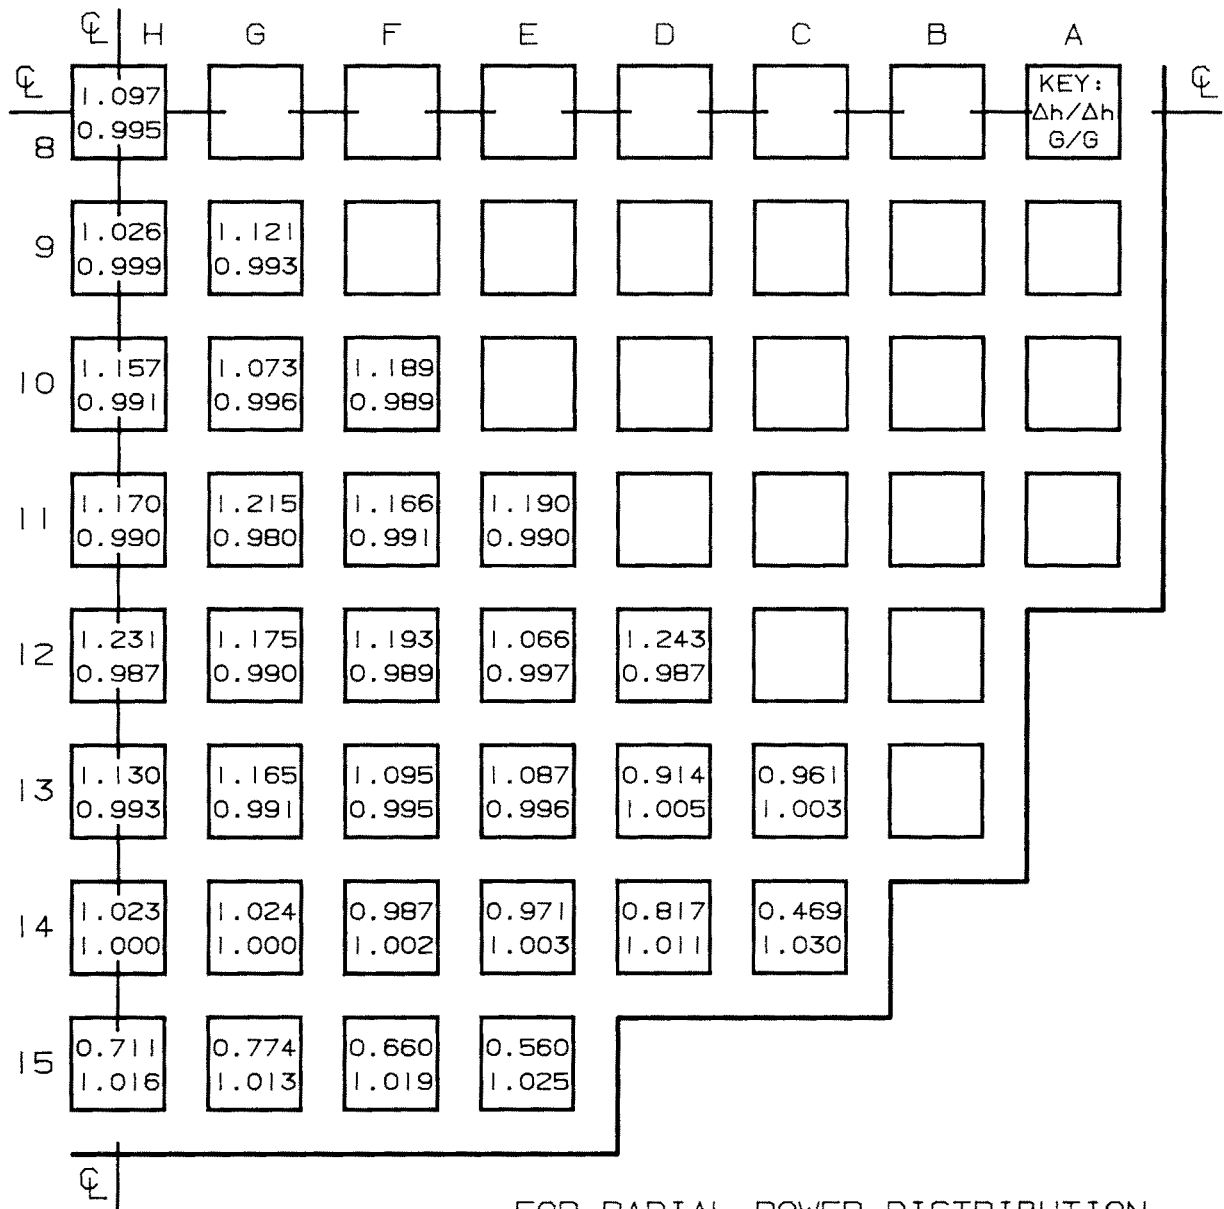 ℄ H G F E D C B A
℄ 1.097 KEY: ℄
0.995 Δh/Δh
8 G/G
1.026 1.121
9 0.999 0.993
1.157 1.073 1.189
10 0.991 0.996 0.989
1.170 1.215 1.166 1.190
11 0.990 0.980 0.991 0.990
1.231 1.175 1.193 1.066 1.243
12 0.987 0.990 0.989 0.997 0.987
1.130 1.165 1.095 1.087 0.914 0.961
13 0.993 0.991 0.995 0.996 1.005 1.003
1.023 1.024 0.987 0.971 0.817 0.469
14 1.000 1.000 1.002 1.003 1.011 1.030
0.711 0.774 0.660 0.560
15 1.016 1.013 1.019 1.025
℄
FOR RADIAL POWER DISTRIBUTION